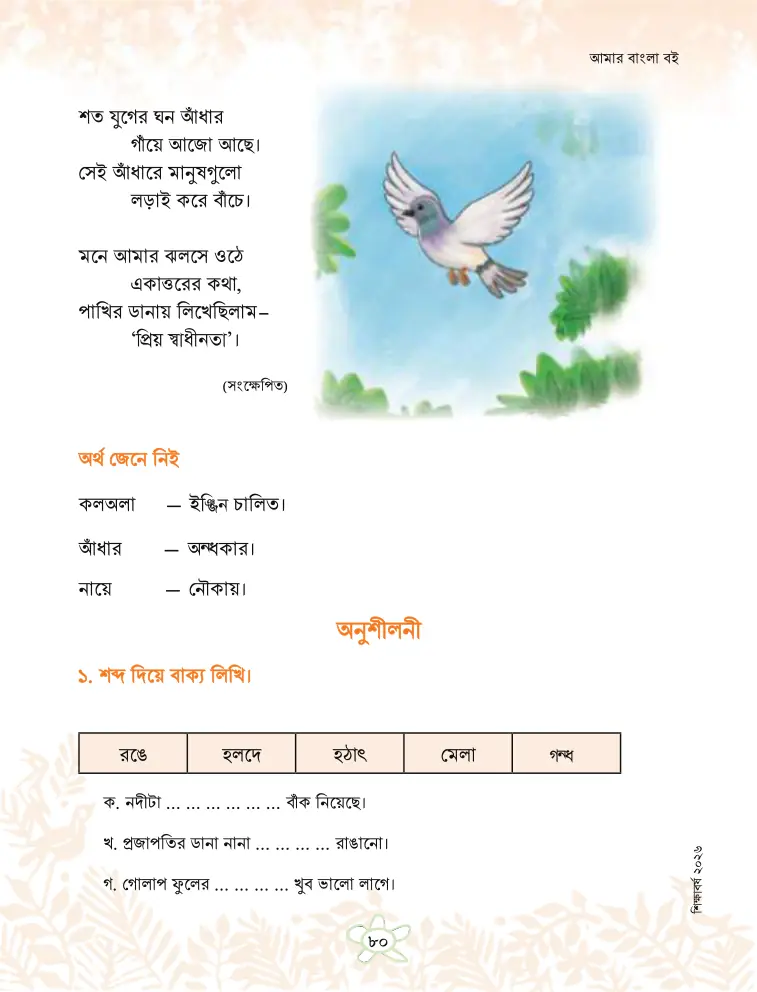 আমার বাংলা বই
শত যুগের ঘন আঁধার
গাঁয়ে আজো আছে।
সেই আঁধারে মানুষগুলো
লড়াই করে বাঁচে।
মনে আমার ঝলসে ওঠে
একাত্তরের কথা,
পাখির ডানায় লিখেছিলাম–
‘প্রিয় স্বাধীনতা’।
(সংক্ষেপিত)
অর্থ জেনে নিই
কলঅলা — ইঞ্জিন চালিত।
আঁধার — অন্ধকার।
নায়ে — নৌকায়।
অনুশীলনী
১. শব্দ দিয়ে বাক্য লিখি।
রঙে হলদে হঠাৎ মেলা গন্ধ
ক. নদীটা ... ... ... ... ... ... বাঁক নিয়েছে।
খ. প্রজাপতির ডানা নানা ... ... ... ... রাঙানো।
গ. গোলাপ ফুলের ... ... ... ... খুব ভালো লাগে।
শিক্ষাবর্ষ ২০২৬
৮০